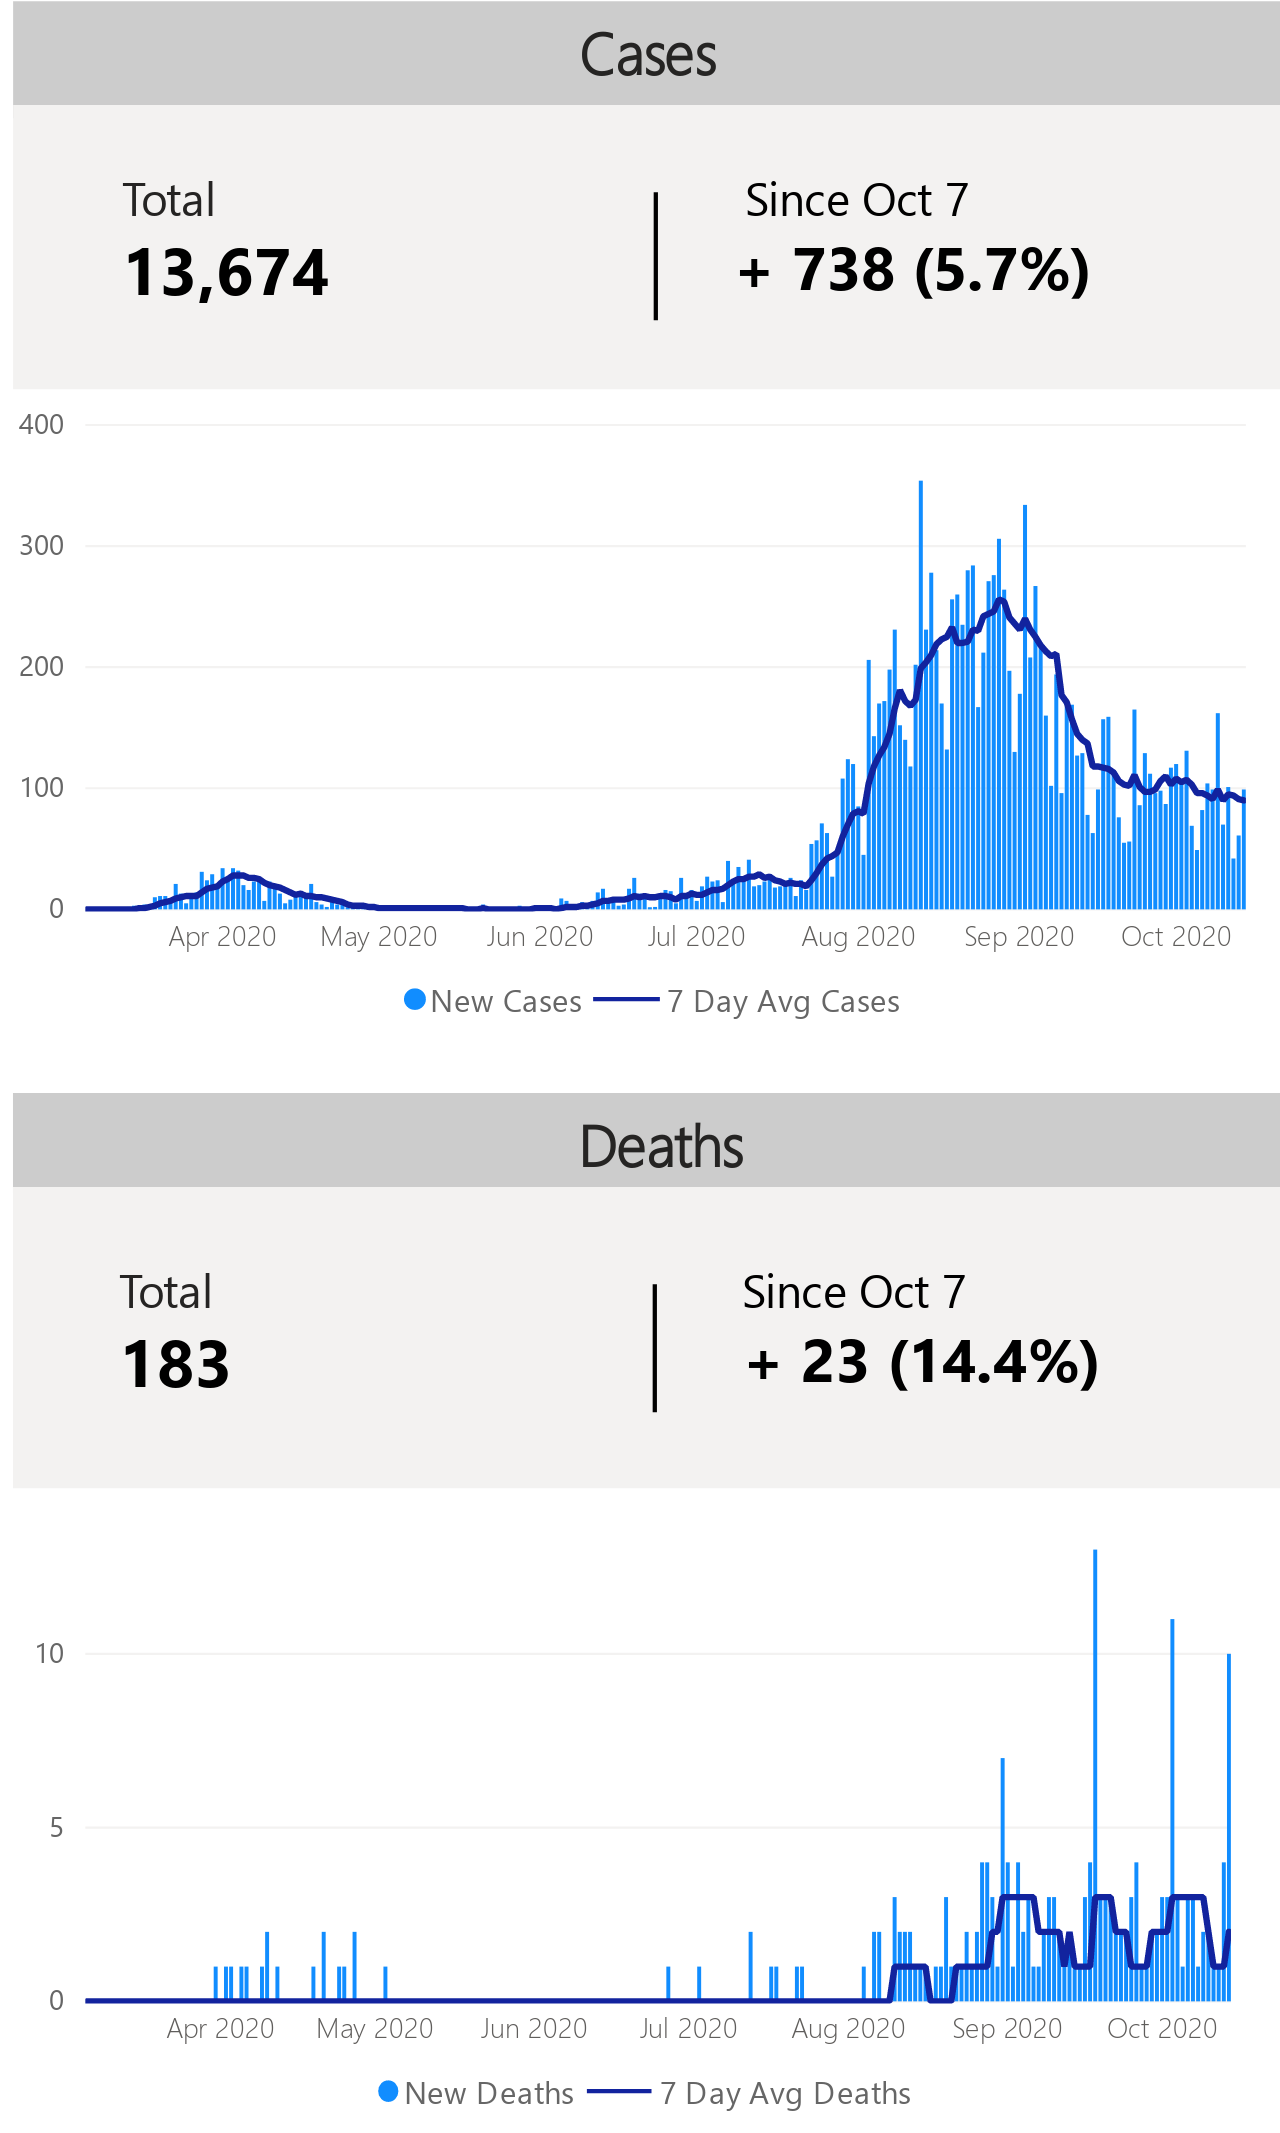 Cases
Total
Since Oct 7
13,674
+ 738 (5.7%)
400
300
200
100
0
Apr 2020 May 2020 Jun 2020 Jul 2020 Aug 2020 Sep 2020 Oct 2020
New Cases 7 Day Avg Cases
Deaths
Total
Since Oct 7
183
+ 23 (14.4%)
10
5
0
Apr 2020 May 2020 Jun 2020 Jul 2020 Aug 2020 Sep 2020 Oct 2020
New Deaths 7 Day Avg Deaths